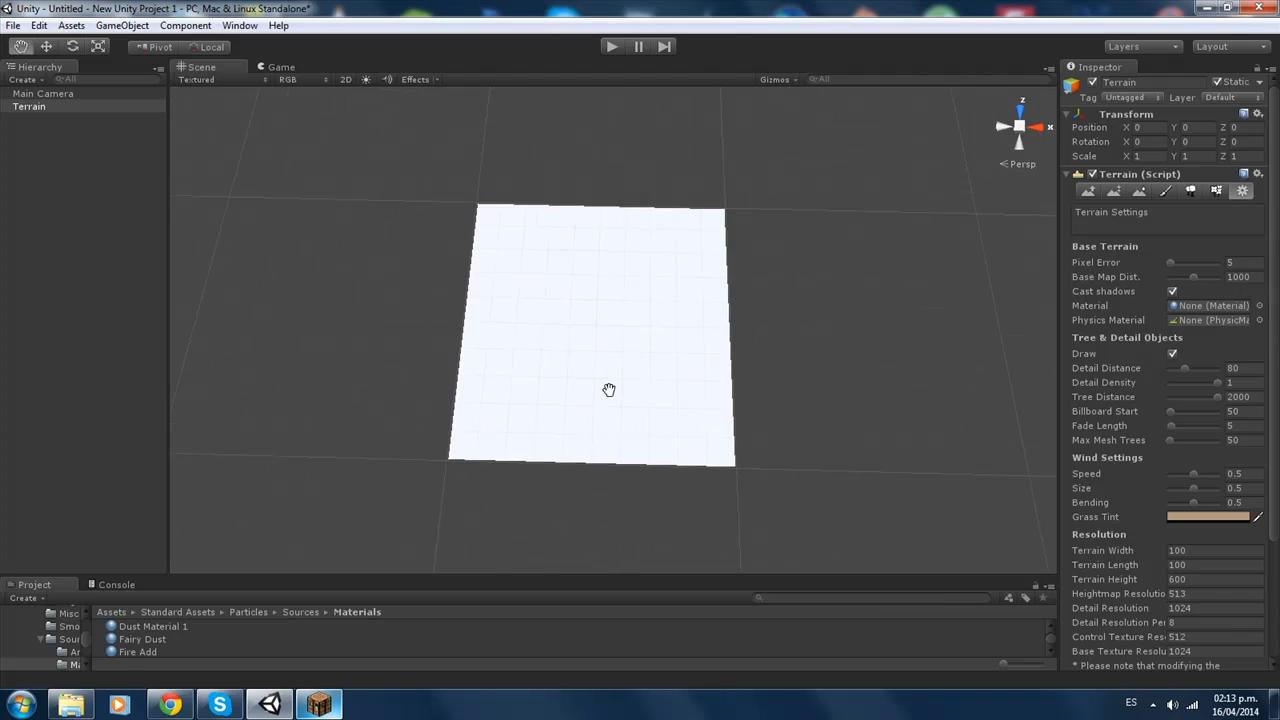 Unity - Untitled - New Unity Project 1 - PC, Mac & Linux Standalone*
File Edit Assets GameObject Component Window Help
Pivot Local Layers Layout
Hierarchy
Create All
Main Camera
Terrain
Scene Game
Textured RGB 2D Effects Gizmos All
z
x
Persp
Inspector
Terrain Static
Tag Untagged Layer Default
Transform
Position X 0 Y 0 Z 0
Rotation X 0 Y 0 Z 0
Scale X 1 Y 1 Z 1
Terrain (Script)
Terrain Settings
Base Terrain
Pixel Error 5
Base Map Dist. 1000
Cast shadows
Material None (Material)
Physics Material None (PhysicMa
Tree & Detail Objects
Draw
Detail Distance 80
Detail Density 1
Tree Distance 2000
Billboard Start 50
Fade Length 5
Max Mesh Trees 50
Wind Settings
Speed 0.5
Size 0.5
Bending 0.5
Grass Tint
Resolution
Terrain Width 100
Terrain Length 100
Terrain Height 600
Heightmap Resolutio 513
Detail Resolution 1024
Detail Resolution Per 8
Control Texture Res 512
Base Texture Resolu 1024
* Please note that modifying the
Project Console
Create
Misc
Smo
Sour
Ar
Ma
Assets Standard Assets Particles Sources Materials
Dust Material 1
Fairy Dust
Fire Add
ES
02:13 p.m.
16/04/2014